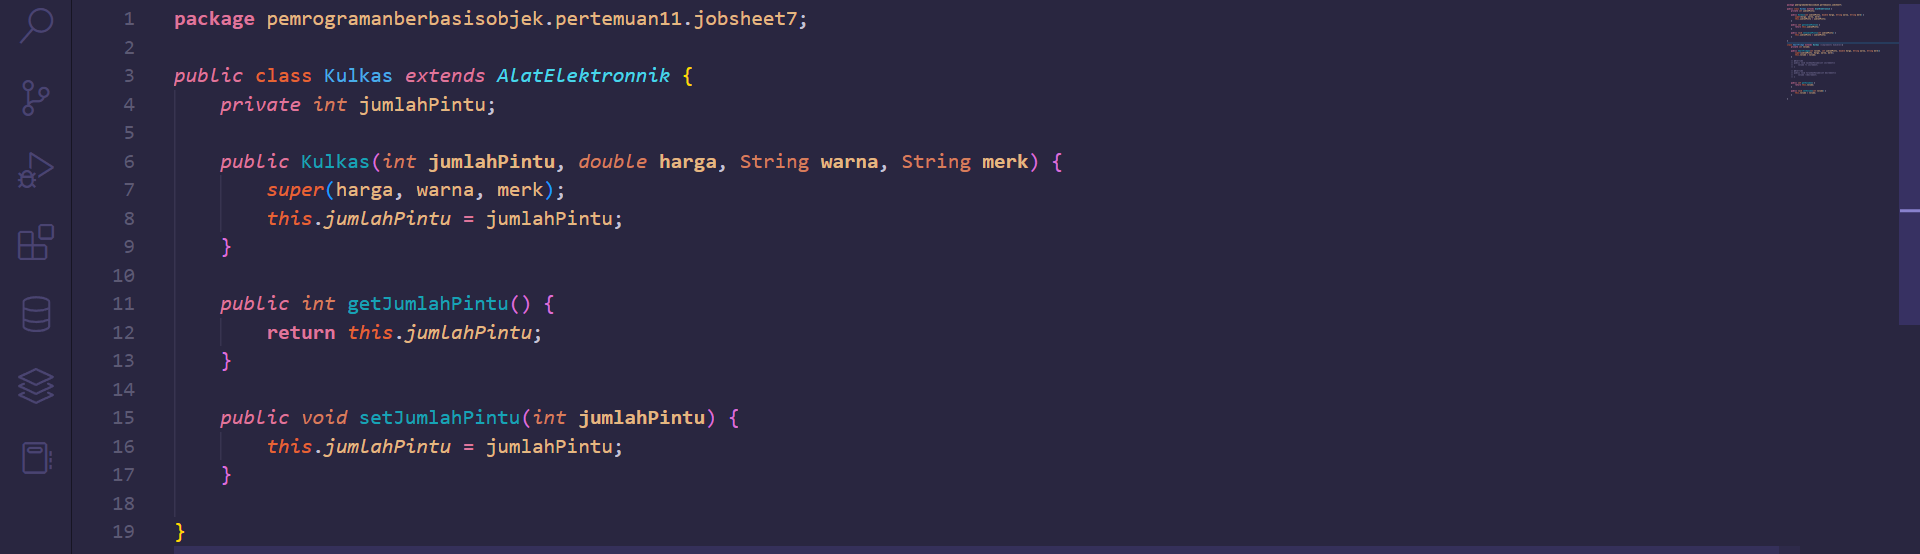 1 package pemrogramanberbasisobjek.pertemuan11.jobsheet7;
2
3 public class Kulkas extends AlatElektronnik {
4     private int jumlahPintu;
5
6     public Kulkas(int jumlahPintu, double harga, String warna, String merk) {
7         super(harga, warna, merk);
8         this.jumlahPintu = jumlahPintu;
9     }
10
11     public int getJumlahPintu() {
12         return this.jumlahPintu;
13     }
14
15     public void setJumlahPintu(int jumlahPintu) {
16         this.jumlahPintu = jumlahPintu;
17     }
18
19 }